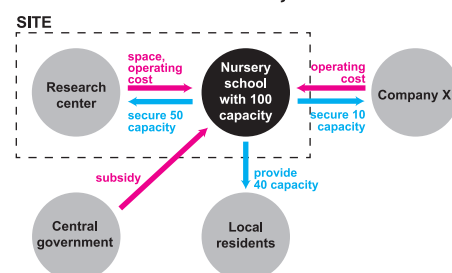 SITE
space,
operating
cost
Research
center
secure 50
capacity
Nursery
school
with 100
capacity
operating
cost
Company X
secure 10
capacity
subsidy
provide
40 capacity
Central
government
Local
residents